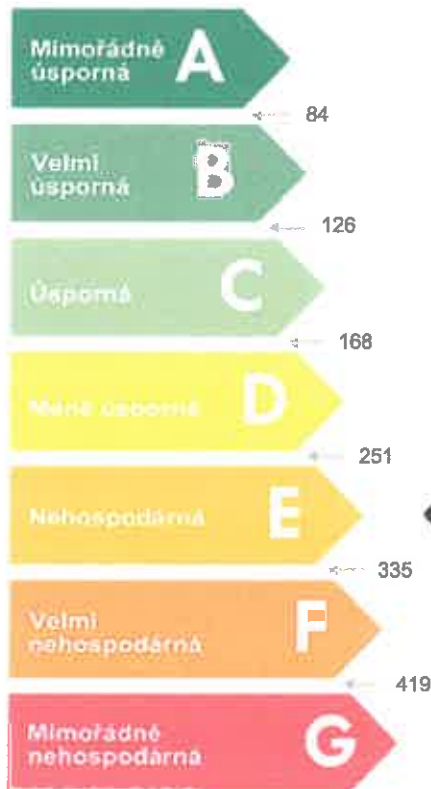 Mimořádně
úsporná
A
84
Velmi
úsporná
B
126
Úsporná
C
168
Méně úsporná
D
251
Nehospodárná
E
335
Velmi
nehospodárná
F
419
Mimořádně
nehospodárná
G